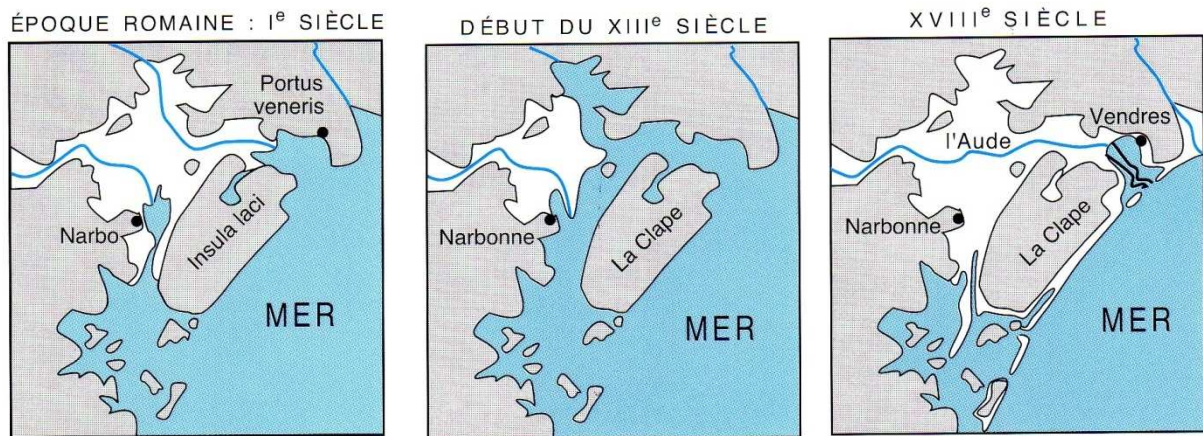 ÉPOQUE ROMAINE : Iᵉ SIÈCLE
Portus
veneris
Narbo
Insula laci
MER
DÉBUT DU XIIIᵉ SIÈCLE
Narbonne
La Clape
MER
XVIIIᵉ SIÈCLE
Vendres
l'Aude
Narbonne
La Clape
MER